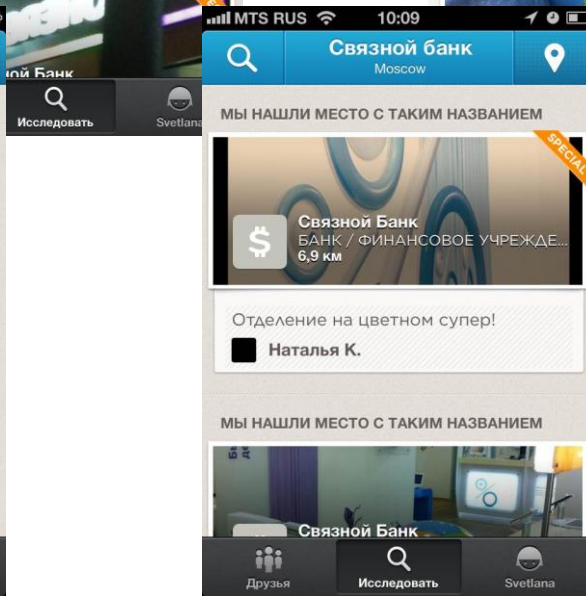 ной Банк
Исследовать
Svetlana
MTS RUS
10:09
Связной банк
Moscow
МЫ НАШЛИ МЕСТО С ТАКИМ НАЗВАНИЕМ
SPECIAL
Связной Банк
БАНК / ФИНАНСОВОЕ УЧРЕЖДЕ...
6,9 км
Отделение на цветном супер!
Наталья К.
МЫ НАШЛИ МЕСТО С ТАКИМ НАЗВАНИЕМ
Связной Банк
Друзья
Исследовать
Svetlana